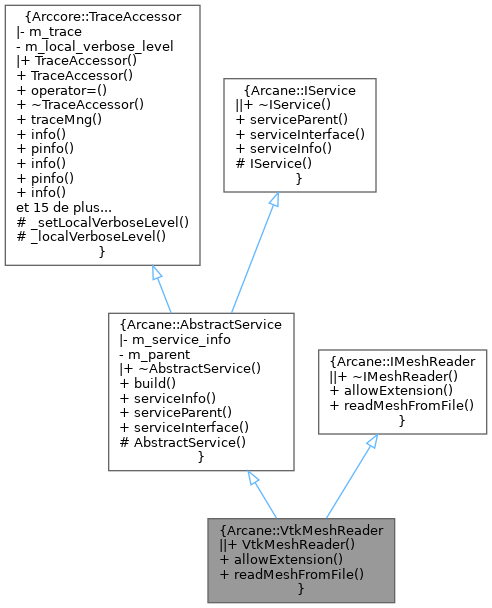 {Arccore::TraceAccessor
|- m_trace
- m_local_verbose_level
|+ TraceAccessor()
+ TraceAccessor()
+ operator=()
+ ~TraceAccessor()
+ traceMng()
+ info()
+ pinfo()
+ info()
+ pinfo()
+ info()
et 15 de plus...
# _setLocalVerboseLevel()
# _localVerboseLevel()
}
{Arcane::IService
||+ ~IService()
+ serviceParent()
+ serviceInterface()
+ serviceInfo()
# IService()
}
{Arcane::AbstractService
|- m_service_info
- m_parent
|+ ~AbstractService()
+ build()
+ serviceInfo()
+ serviceParent()
+ serviceInterface()
# AbstractService()
}
{Arcane::IMeshReader
||+ ~IMeshReader()
+ allowExtension()
+ readMeshFromFile()
}
{Arcane::VtkMeshReader
||+ VtkMeshReader()
+ allowExtension()
+ readMeshFromFile()
}